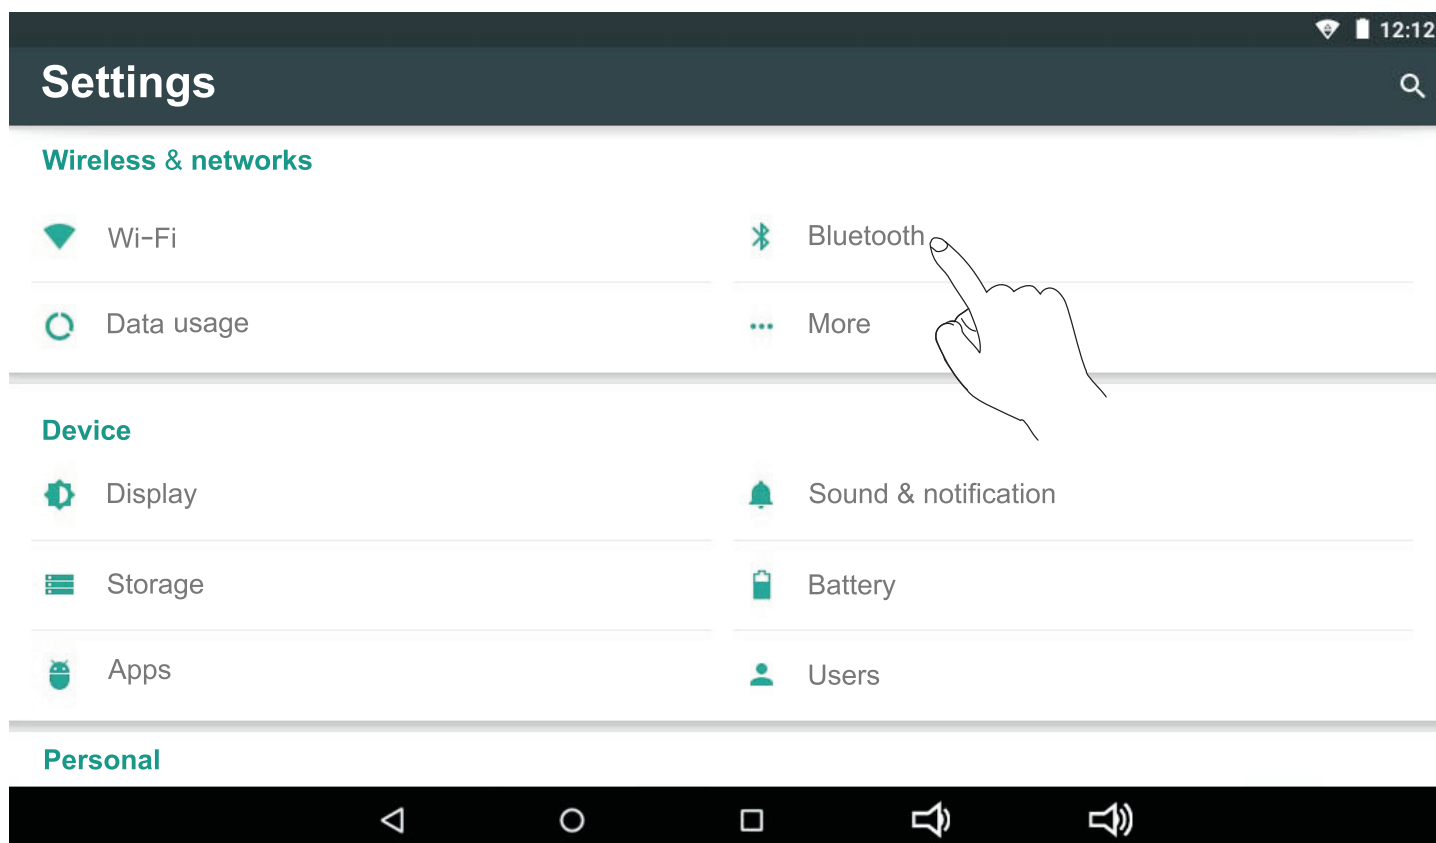 12:12
Settings
Wireless & networks
Wi-Fi
Bluetooth
Data usage
More
Device
Display
Sound & notification
Storage
Battery
Apps
Users
Personal